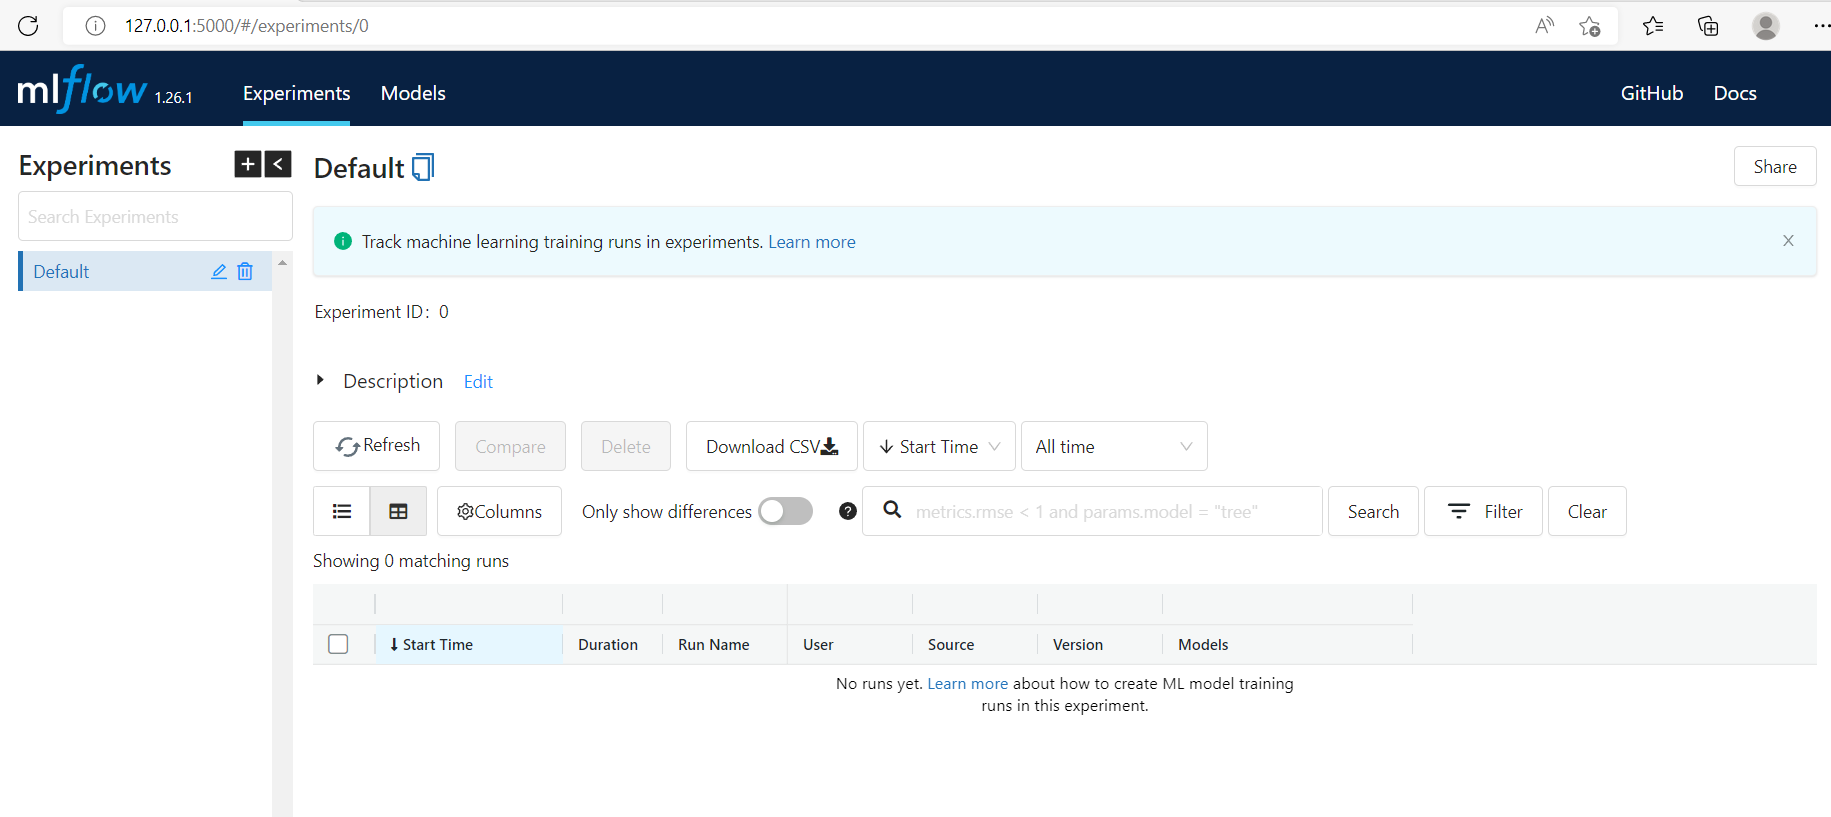 127.0.0.1:5000/#/experiments/0
mlflow 1.26.1 Experiments Models GitHub Docs
Experiments
Search Experiments
Default
Default
Share
Track machine learning training runs in experiments. Learn more
Experiment ID: 0
Description Edit
Refresh Compare Delete Download CSV Start Time All time
Columns Only show differences metrics.rmse < 1 and params.model = "tree" Search Filter Clear
Showing 0 matching runs
Start Time Duration Run Name User Source Version Models
No runs yet. Learn more about how to create ML model training
runs in this experiment.